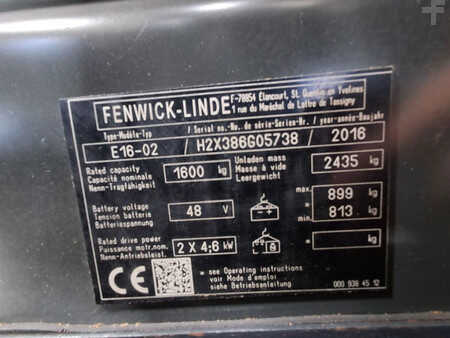 FENWICK-LINDE
F-78854 Elancourt, St. Quentin en Yvelines
1 rue du Maréchal de Lattre de Tassigny
Type-Modèle-Typ / Serial no.-No. de série-Serien-Nr. / year-année-Baujahr
E16-02 / H2X386G05738 / 2016
Rated capacity
Capacité nominale
Nenn-Tragfähigkeit
1600 kg
Unladen mass
Masse à vide
Leergewicht
2435 kg
Battery voltage
Tension batterie
Batteriespannung
48 V
max = 899 kg
min = 813 kg
Rated drive power
Puissance motr.nom.
Nenn-Antriebsleist.
2 X 4,6 kW
= kg
CE
→ see Operating instructions
voir Mode d'emploi
siehe Betriebsanleitung
000 938 45 12